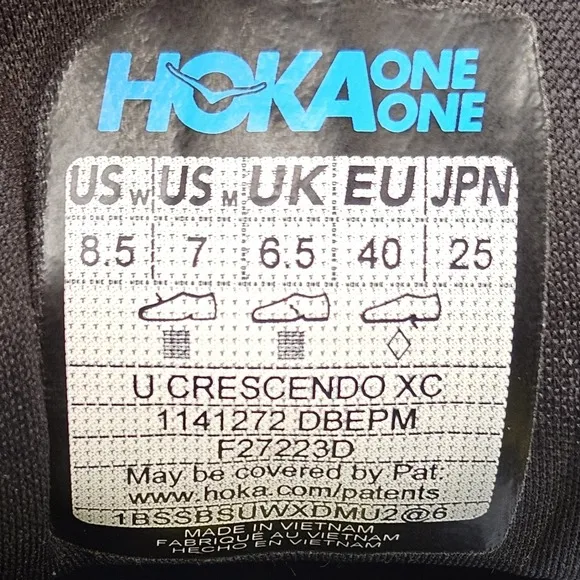 HOKA ONE ONE
US W US M UK EU JPN
8.5 7 6.5 40 25
U CRESCENDO XC
1141272 DBEPM
F27223D
May be covered by Pat:
www.hoka.com/patents
1BSSBSUWXDMU2@6
MADE IN VIETNAM
FABRIQUÉ AU VIETNAM
HECHO EN VIETNAM